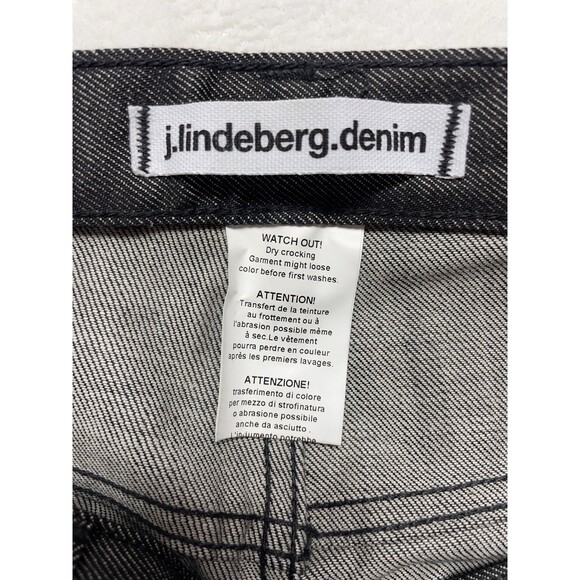 j.lindeberg.denim
WATCH OUT!
Dry crocking
Garment might loose
color before first washes.
ATTENTION!
Transfert de la teinture
au frottement ou à
l'abrasion possible même
à sec.Le vêtement
pourra perdre en couleur
après les premiers lavages.
ATTENZIONE!
trasferimento di colore
per mezzo di strofinatura
o abrasione possibile
anche da asciutto .
L'indumento potrebbe